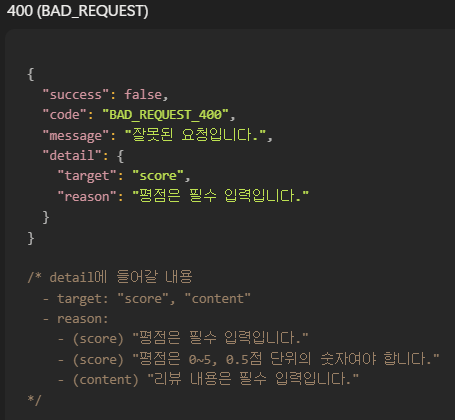 400 (BAD_REQUEST)
{
  "success": false,
  "code": "BAD_REQUEST_400",
  "message": "잘못된 요청입니다.",
  "detail": {
    "target": "score",
    "reason": "평점은 필수 입력입니다."
  }
}
/* detail에 들어갈 내용
  - target: "score", "content"
  - reason:
    - (score) "평점은 필수 입력입니다."
    - (score) "평점은 0~5, 0.5점 단위의 숫자여야 합니다."
    - (content) "리뷰 내용은 필수 입력입니다."
*/